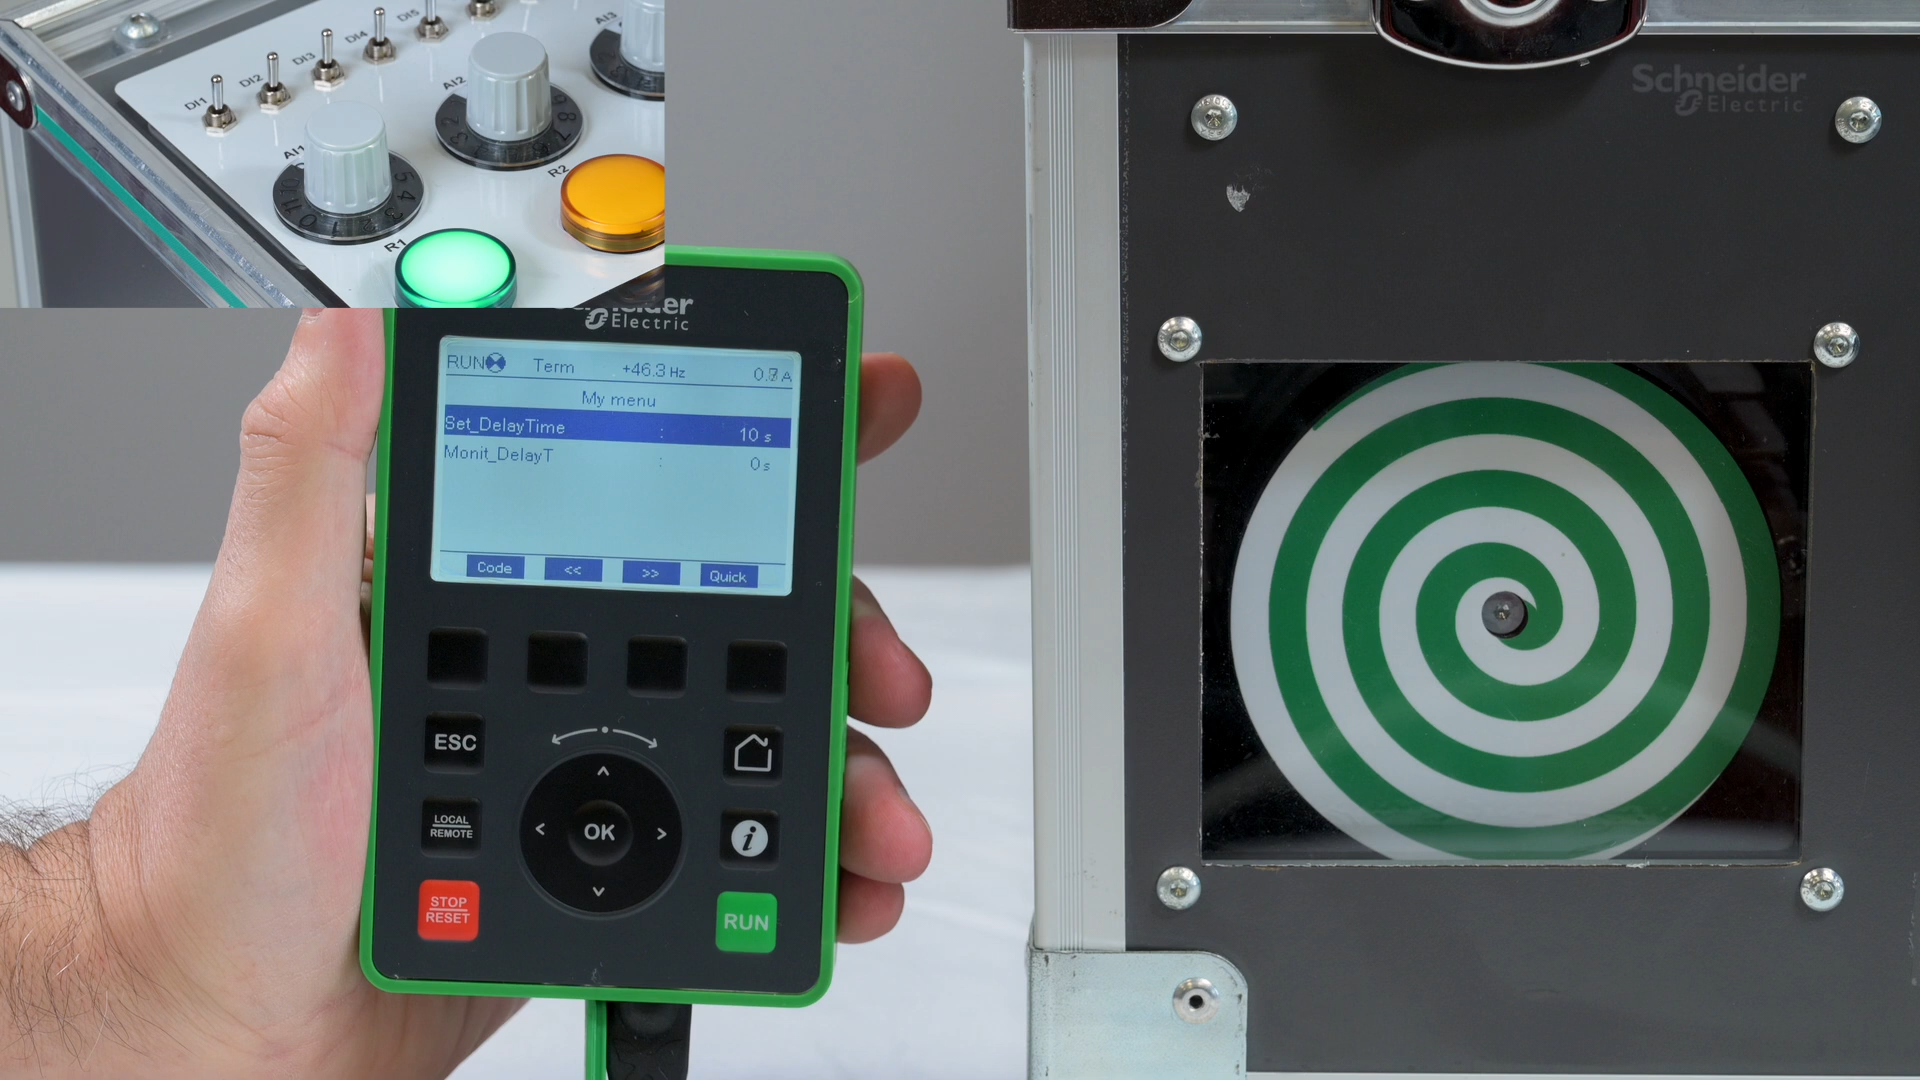 DI1
DI2
DI3
DI4
DI5
AI1
AI2
AI3
R1
R2
Schneider
Electric
Electric
RUN Term +46.3 Hz A
My menu
Set_DelayTime : 10 s
Monit_DelayT : 0 s
Code << >> Quick
ESC
LOCAL
REMOTE
OK
i
STOP
RESET
RUN